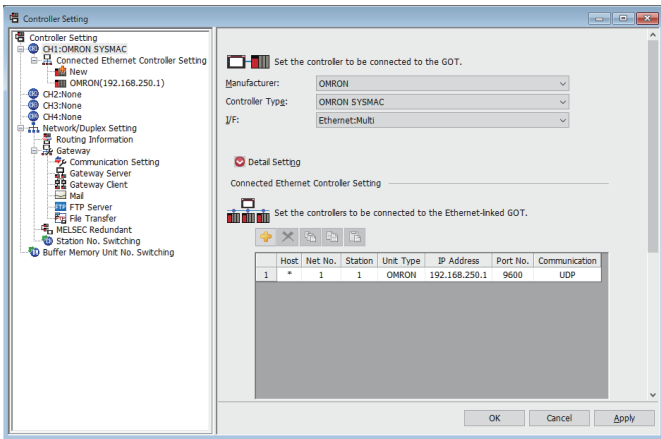 Controller Setting
Controller Setting
CH1:OMRON SYSMAC
Connected Ethernet Controller Setting
New
OMRON(192.168.250.1)
CH2:None
CH3:None
CH4:None
Network/Duplex Setting
Routing Information
Gateway
Communication Setting
Gateway Server
Gateway Client
Mail
FTP Server
File Transfer
MELSEC Redundant
Station No. Switching
Buffer Memory Unit No. Switching
Set the controller to be connected to the GOT.
Manufacturer: OMRON
Controller Type: OMRON SYSMAC
I/F: Ethernet:Multi
Detail Setting
Connected Ethernet Controller Setting
Set the controllers to be connected to the Ethernet-linked GOT.
Host Net No. Station Unit Type IP Address Port No. Communication
1 * 1 1 OMRON 192.168.250.1 9600 UDP
OK Cancel Apply